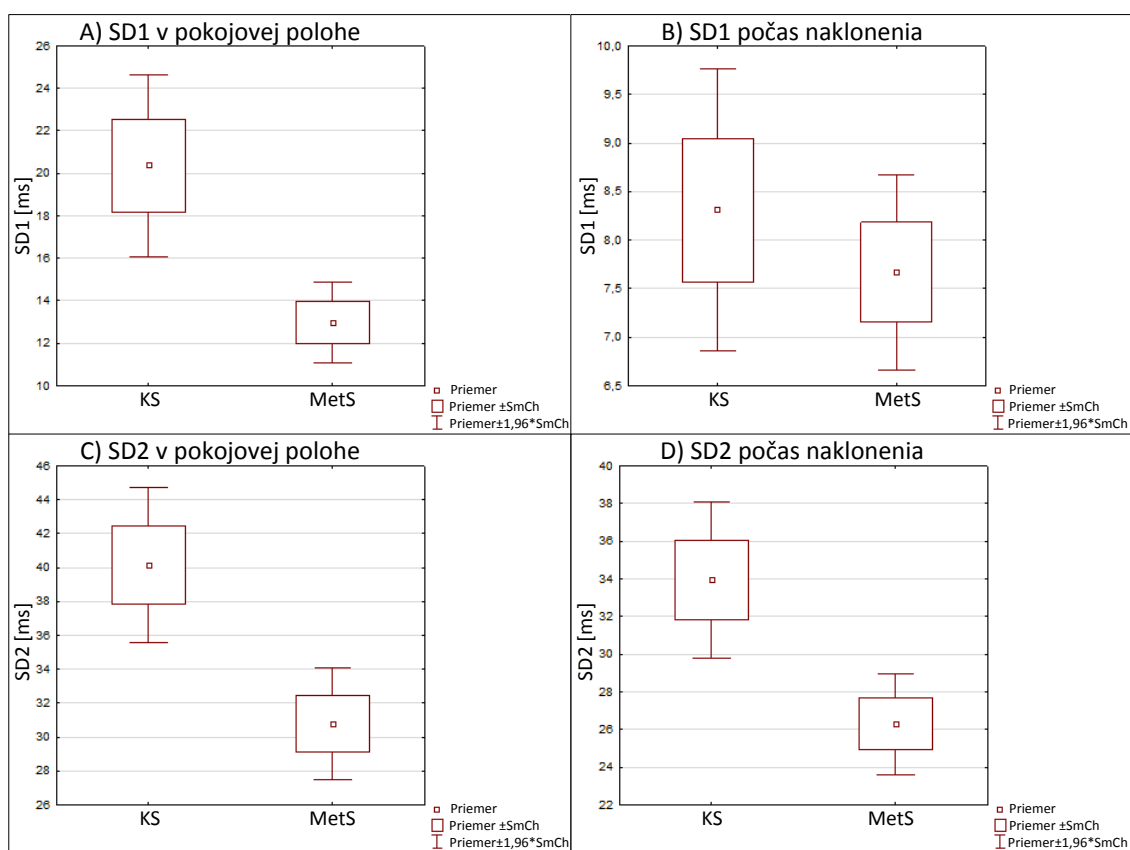 A) SD1 v pokojovej polohe
26
24
22
20
18
16
14
12
10
SD1 [ms]
KS
MetS
Priemer
Priemer ±SmCh
Priemer±1,96*SmCh
B) SD1 počas naklonenia
10,0
9,5
9,0
8,5
8,0
7,5
7,0
6,5
SD1 [ms]
KS
MetS
Priemer
Priemer ±SmCh
Priemer±1,96*SmCh
C) SD2 v pokojovej polohe
46
44
42
40
38
36
34
32
30
28
26
SD2 [ms]
KS
MetS
Priemer
Priemer ±SmCh
Priemer±1,96*SmCh
D) SD2 počas naklonenia
40
38
36
34
32
30
28
26
24
22
SD2 [ms]
KS
MetS
Priemer
Priemer ±SmCh
Priemer±1,96*SmCh